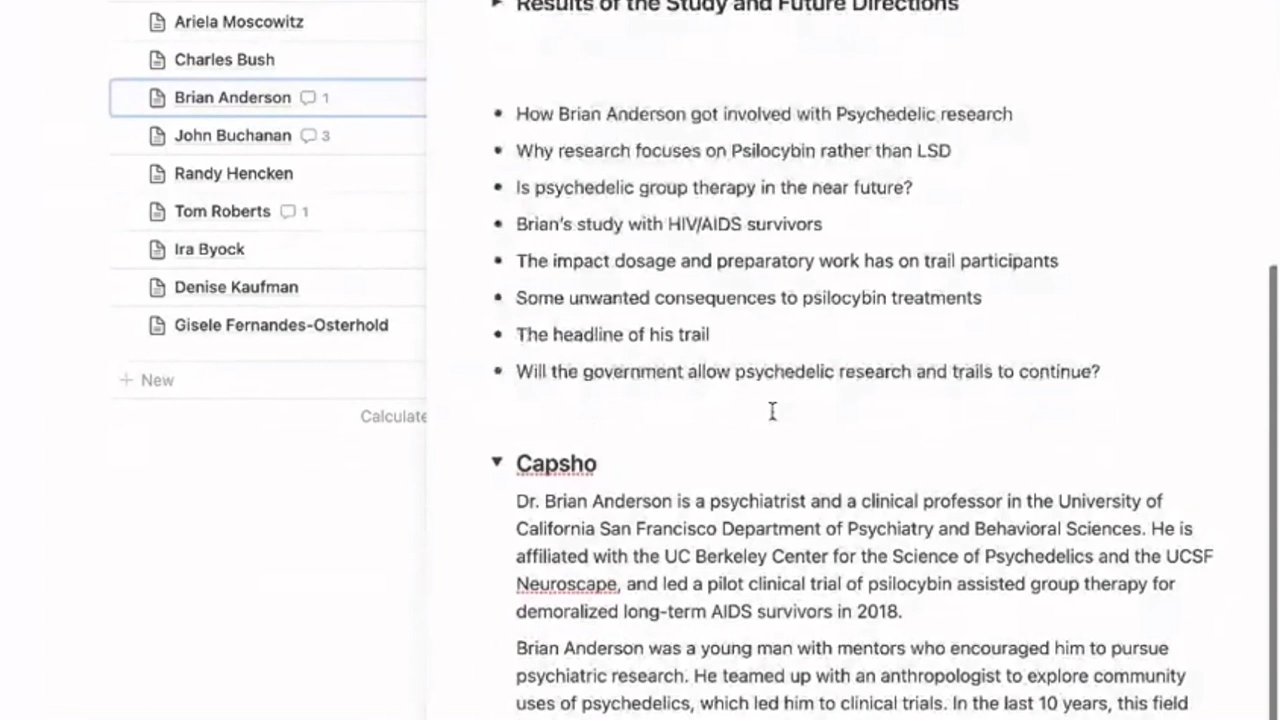 Ariela Moscowitz
Charles Bush
Brian Anderson 1
John Buchanan 3
Randy Hencken
Tom Roberts 1
Ira Byock
Denise Kaufman
Gisele Fernandes-Osterhold
+ New
Calculate
Results of the Study and Future Directions
• How Brian Anderson got involved with Psychedelic research
• Why research focuses on Psilocybin rather than LSD
• Is psychedelic group therapy in the near future?
• Brian's study with HIV/AIDS survivors
• The impact dosage and preparatory work has on trail participants
• Some unwanted consequences to psilocybin treatments
• The headline of his trail
• Will the government allow psychedelic research and trails to continue?
Capsho
Dr. Brian Anderson is a psychiatrist and a clinical professor in the University of
California San Francisco Department of Psychiatry and Behavioral Sciences. He is
affiliated with the UC Berkeley Center for the Science of Psychedelics and the UCSF
Neuroscape, and led a pilot clinical trial of psilocybin assisted group therapy for
demoralized long-term AIDS survivors in 2018.
Brian Anderson was a young man with mentors who encouraged him to pursue
psychiatric research. He teamed up with an anthropologist to explore community
uses of psychedelics, which led him to clinical trials. In the last 10 years, this field